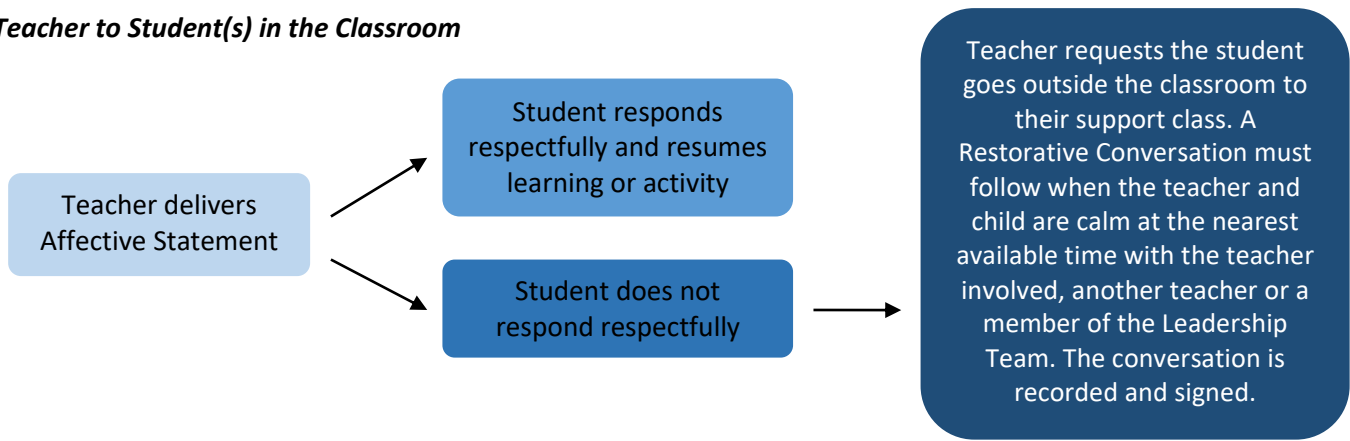 Teacher to Student(s) in the Classroom
Teacher delivers
Affective Statement
Student responds
respectfully and resumes
learning or activity
Student does not
respond respectfully
Teacher requests the student
goes outside the classroom to
their support class. A
Restorative Conversation must
follow when the teacher and
child are calm at the nearest
available time with the teacher
involved, another teacher or a
member of the Leadership
Team. The conversation is
recorded and signed.